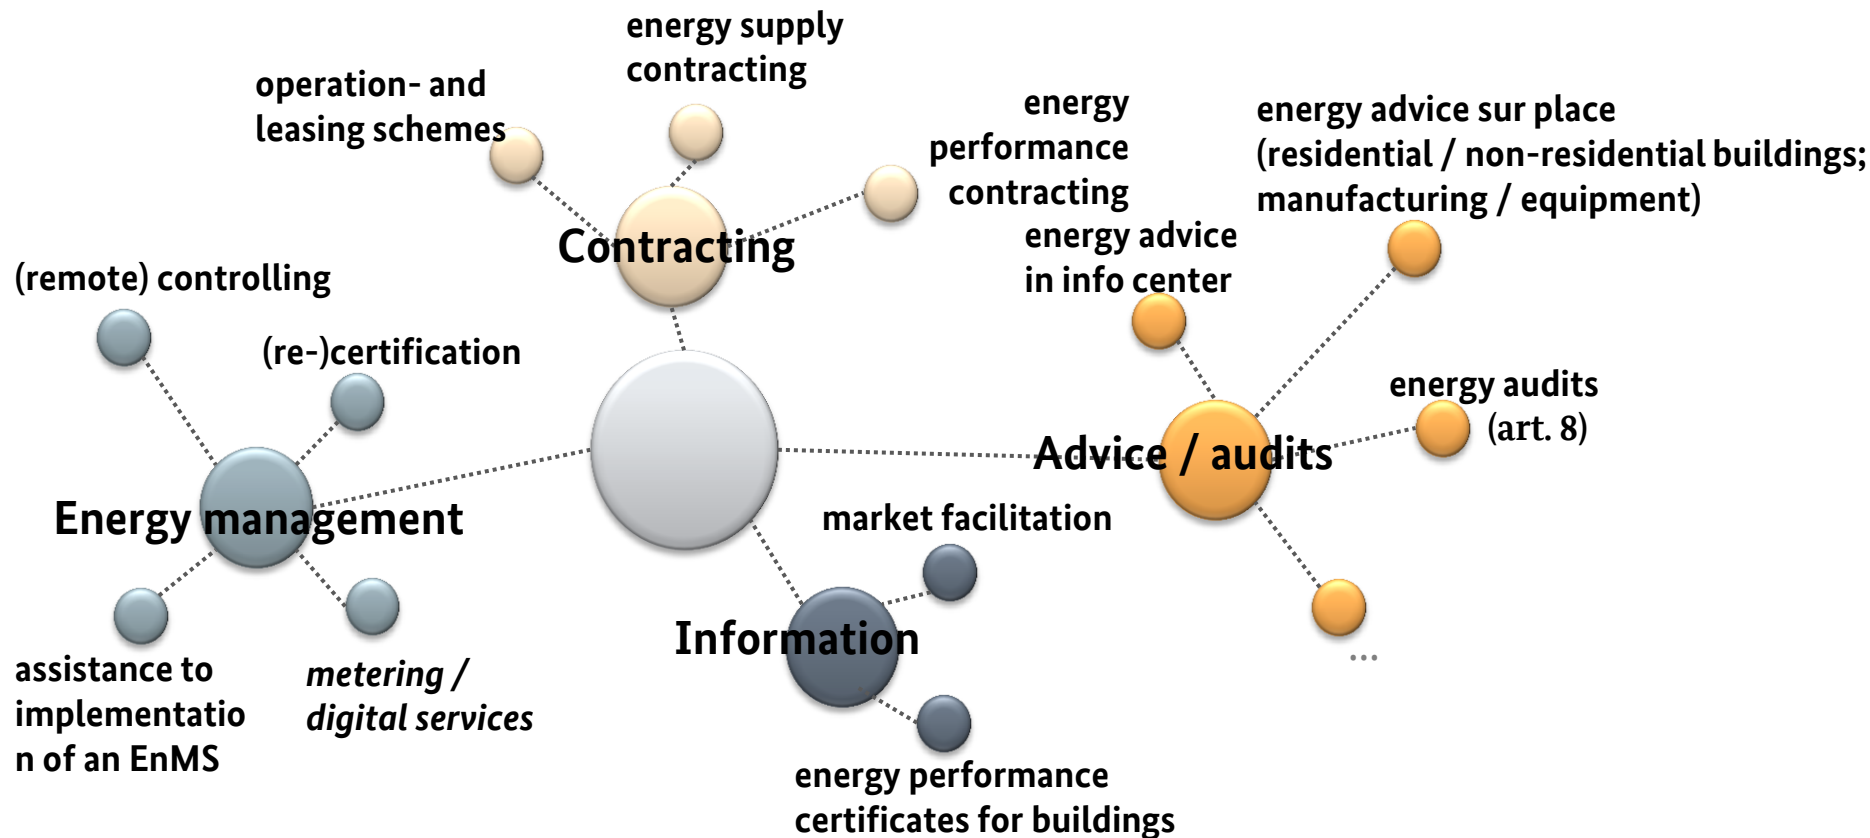 energy supply
contracting
operation- and
leasing schemes
energy
performance
contracting
energy advice sur place
(residential / non-residential buildings;
manufacturing / equipment)
Contracting
energy advice
in info center
(remote) controlling
(re-)certification
energy audits
(art. 8)
Advice / audits
Energy management
market facilitation
Information
...
assistance to
implementatio
n of an EnMS
metering /
digital services
energy performance
certificates for buildings